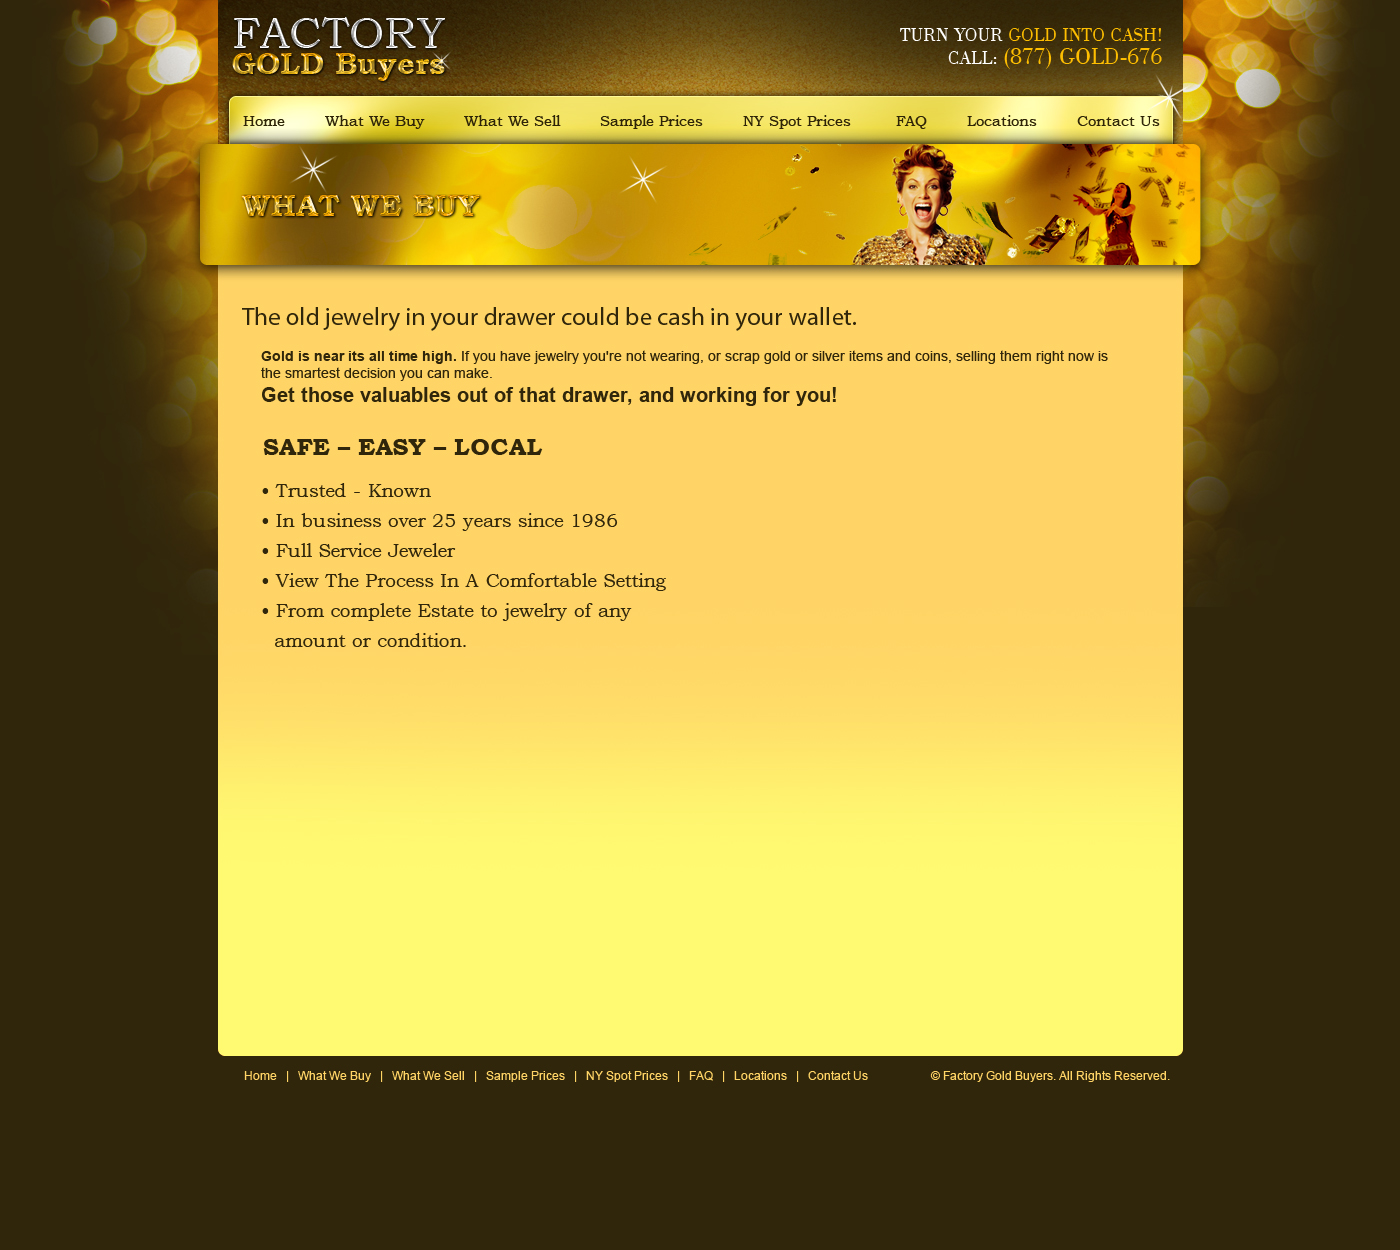 FACTORY
GOLD Buyers
TURN YOUR GOLD INTO CASH!
CALL: (877) GOLD-676
Home What We Buy What We Sell Sample Prices NY Spot Prices FAQ Locations Contact Us
WHAT WE BUY
The old jewelry in your drawer could be cash in your wallet.
Gold is near its all time high. If you have jewelry you're not wearing, or scrap gold or silver items and coins, selling them right now is
the smartest decision you can make.
Get those valuables out of that drawer, and working for you!
SAFE – EASY – LOCAL
• Trusted - Known
• In business over 25 years since 1986
• Full Service Jeweler
• View The Process In A Comfortable Setting
• From complete Estate to jewelry of any
amount or condition.
Home | What We Buy | What We Sell | Sample Prices | NY Spot Prices | FAQ | Locations | Contact Us © Factory Gold Buyers. All Rights Reserved.